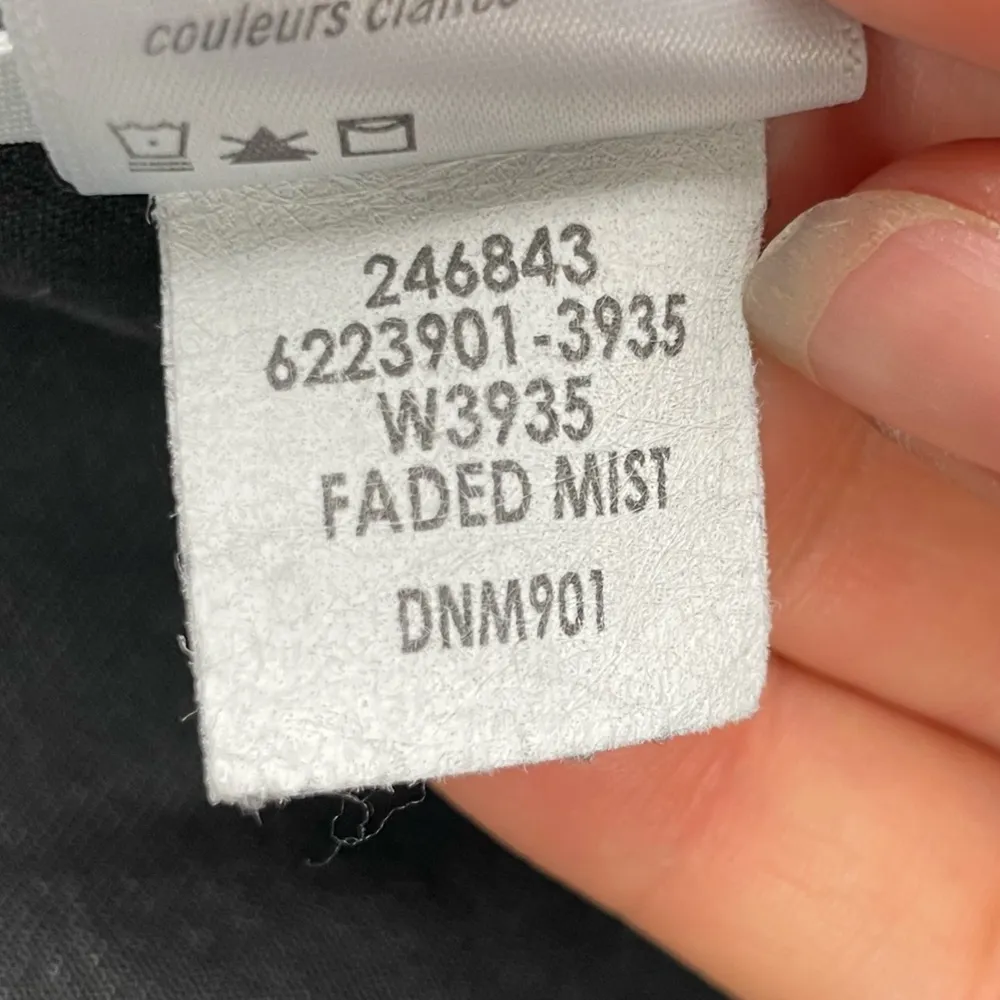 couleurs
246843
6223901-3935
W3935
FADED MIST
DNM901